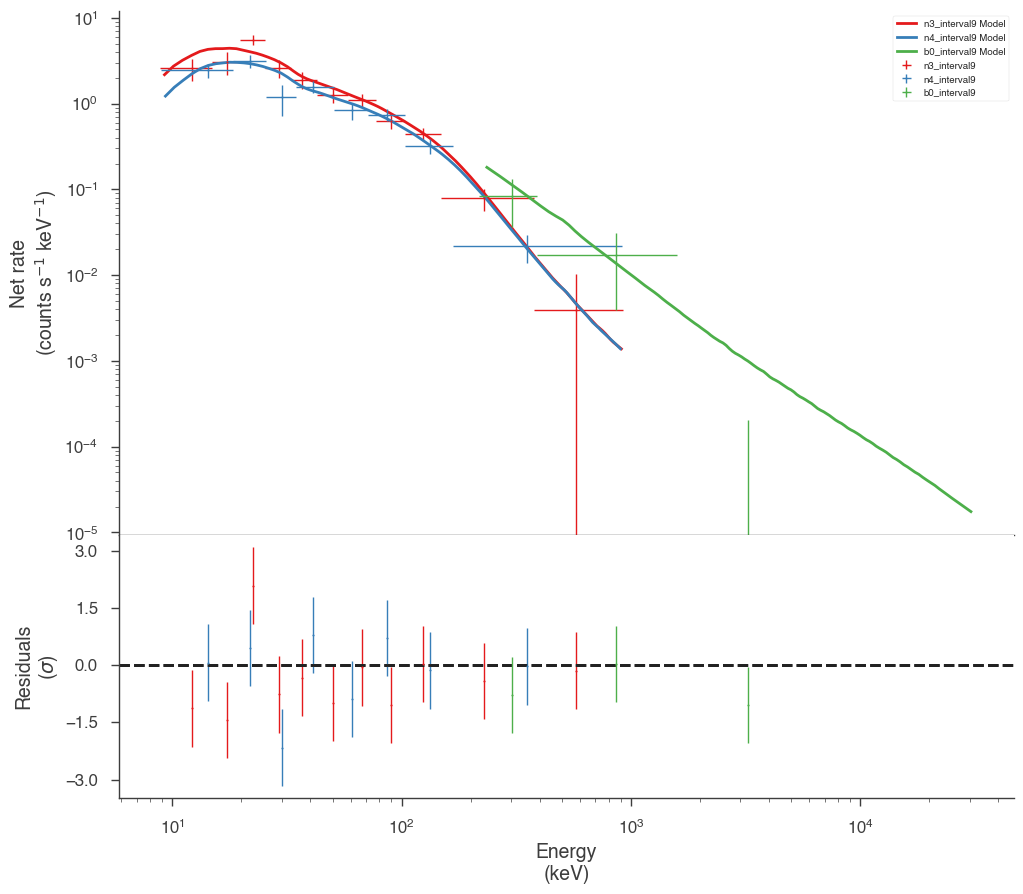 n3_interval9 Model
n4_interval9 Model
b0_interval9 Model
n3_interval9
n4_interval9
b0_interval9
10^1
10^0
10^−1
10^−2
10^−3
10^−4
10^−5
Net rate
(counts s^−1 keV^−1)
3.0
1.5
0.0
−1.5
−3.0
Residuals
(σ)
10^1 10^2 10^3 10^4
Energy
(keV)